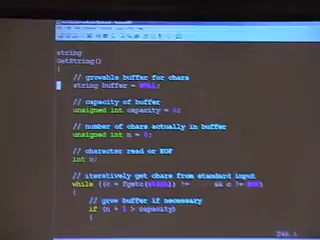 string
GetString()
{
// growable buffer for chars
string buffer = NULL;
// capacity of buffer
unsigned int capacity = 0;
// number of chars actually in buffer
unsigned int n = 0;
// character read or EOF
int c;
// iteratively get chars from standard input
while ((c = fgetc(stdin)) != && c != EOF)
{
// grow buffer if necessary
if (n + 1 > capacity)
{